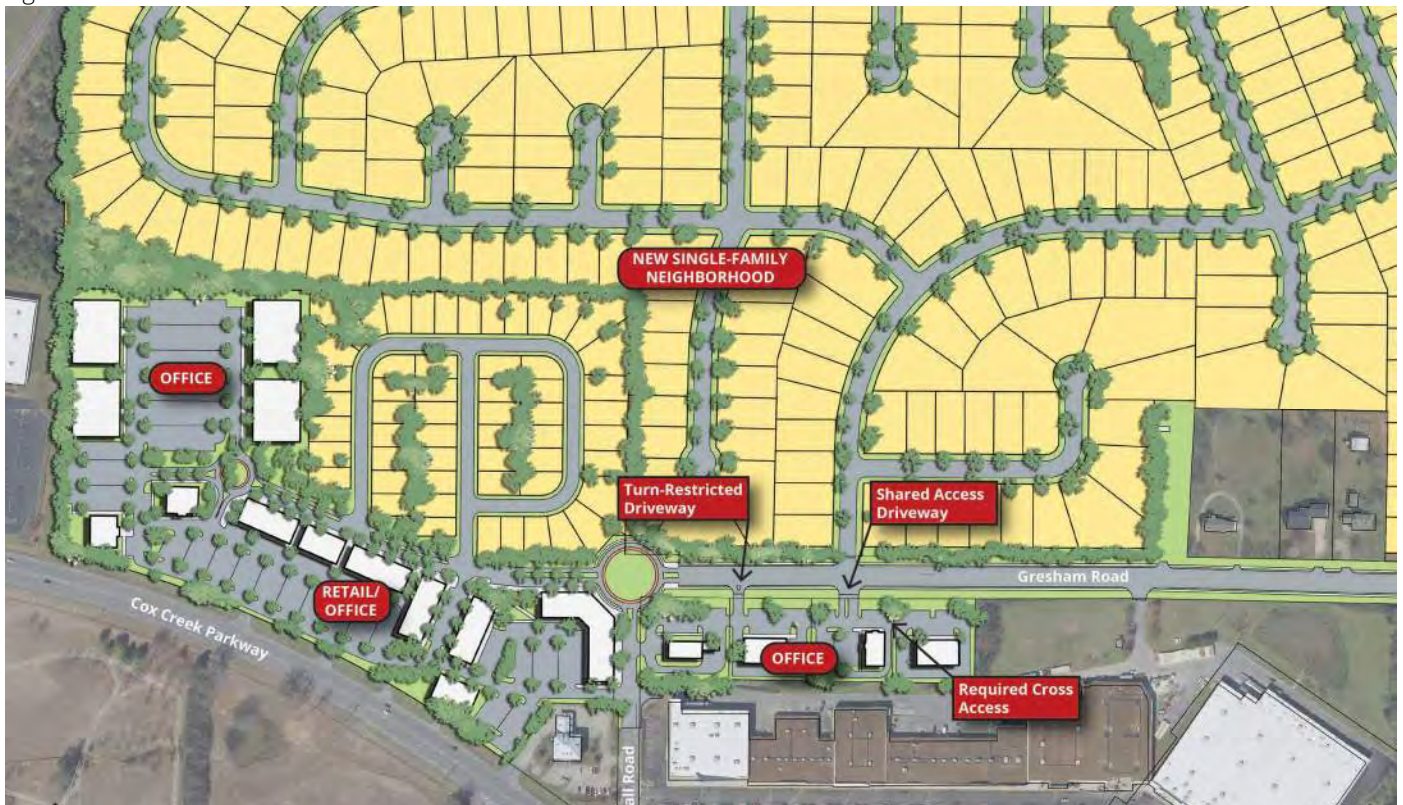 NEW SINGLE-FAMILY
NEIGHBORHOOD
OFFICE
Turn-Restricted
Driveway
Shared Access
Driveway
Gresham Road
RETAIL/
OFFICE
Cox Creek Parkway
OFFICE
Required Cross
Access
Road